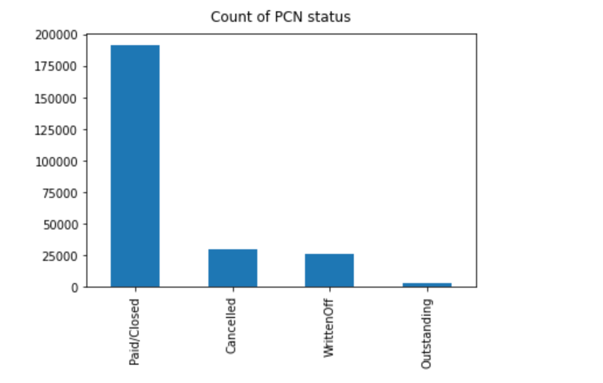 Count of PCN status
200000
175000
150000
125000
100000
75000
50000
25000
0
Paid/Closed
Cancelled
WrittenOff
Outstanding